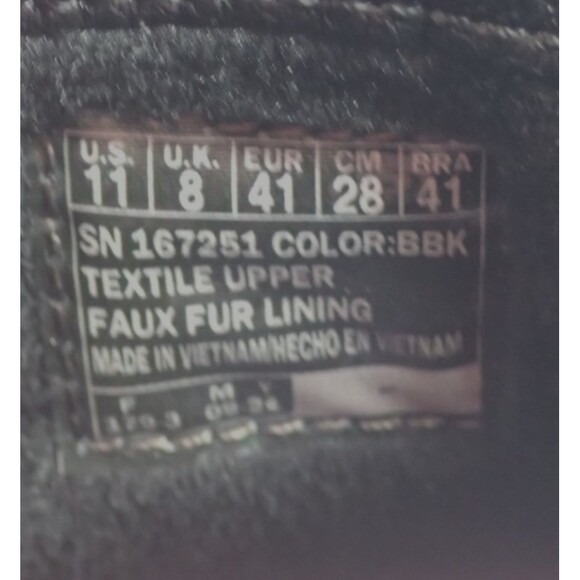 U.S. U.K. EUR CM BRA
11 8 41 28 41
SN 167251 COLOR:BBK
TEXTILE UPPER
FAUX FUR LINING
MADE IN VIETNAM/HECHO EN VIETNAM
F M Y